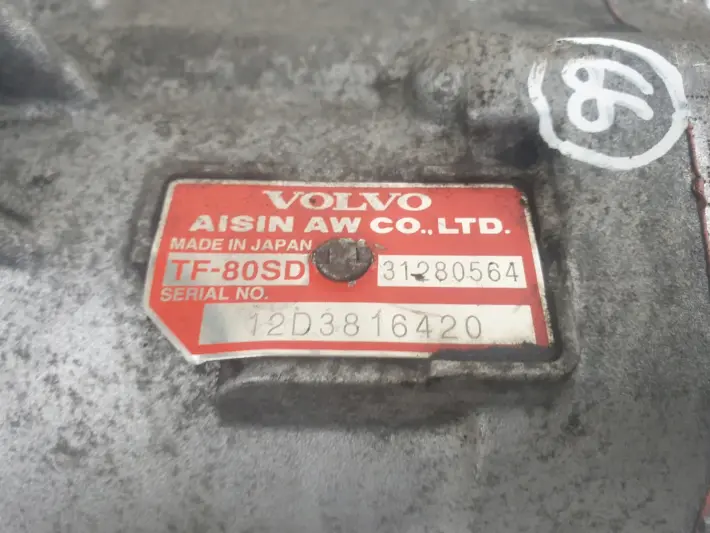 VOLVO
AISIN AW CO., LTD.
MADE IN JAPAN
TF-80SD 31280564
SERIAL NO.
12D3816420